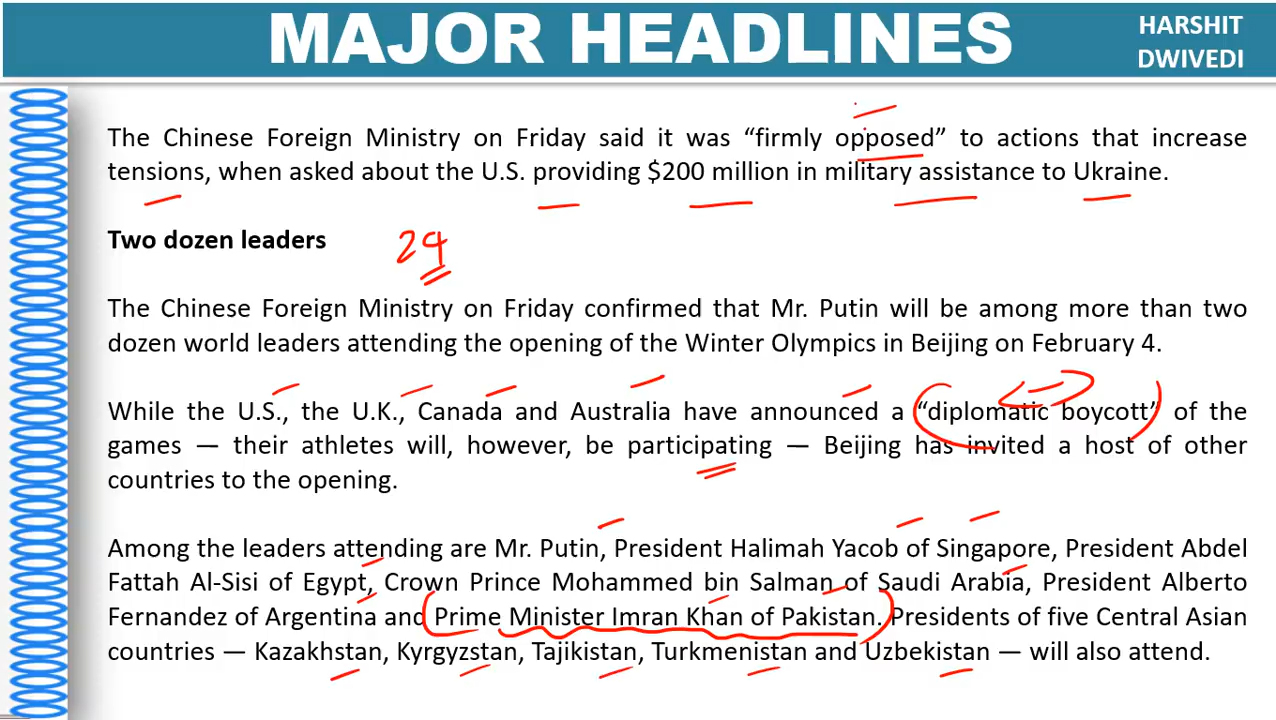 MAJOR HEADLINES
HARSHIT
DWIVEDI
The Chinese Foreign Ministry on Friday said it was “firmly opposed” to actions that increase
tensions, when asked about the U.S. providing $200 million in military assistance to Ukraine.
Two dozen leaders
24
The Chinese Foreign Ministry on Friday confirmed that Mr. Putin will be among more than two
dozen world leaders attending the opening of the Winter Olympics in Beijing on February 4.
While the U.S., the U.K., Canada and Australia have announced a “diplomatic boycott” of the
games — their athletes will, however, be participating — Beijing has invited a host of other
countries to the opening.
Among the leaders attending are Mr. Putin, President Halimah Yacob of Singapore, President Abdel
Fattah Al-Sisi of Egypt, Crown Prince Mohammed bin Salman of Saudi Arabia, President Alberto
Fernandez of Argentina and Prime Minister Imran Khan of Pakistan. Presidents of five Central Asian
countries — Kazakhstan, Kyrgyzstan, Tajikistan, Turkmenistan and Uzbekistan — will also attend.